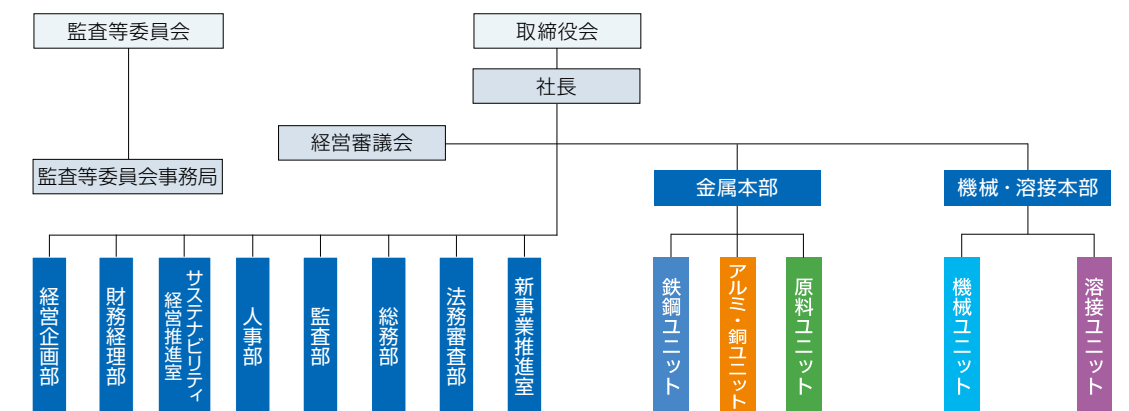 監査等委員会
取締役会
社長
経営審議会
監査等委員会事務局
金属本部
機械・溶接本部
経営企画部
財務経理部
サステナビリティ
経営推進室
人事部
監査部
総務部
法務審査部
新事業推進室
鉄鋼ユニット
アルミ・銅ユニット
原料ユニット
機械ユニット
溶接ユニット